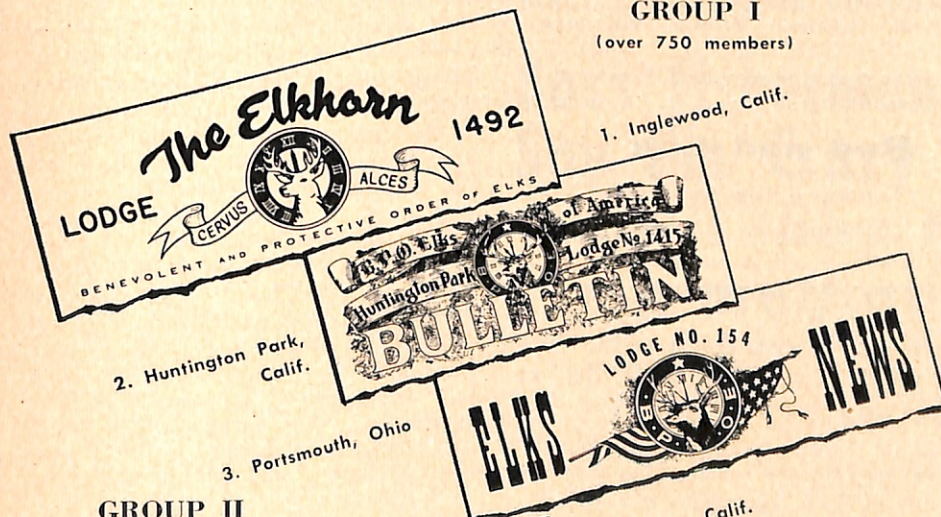 GROUP I
(over 750 members)
1. Inglewood, Calif.
The Elkhorn
LODGE 1492
CERVUS ALCES
BENEVOLENT AND PROTECTIVE ORDER OF ELKS
2. Huntington Park,
Calif.
B.P.O. Elks of America
Huntington Park Lodge No 1415
BULLETIN
3. Portsmouth, Ohio
LODGE NO. 154
ELKS NEWS
B P O E
GROUP II
Calif.